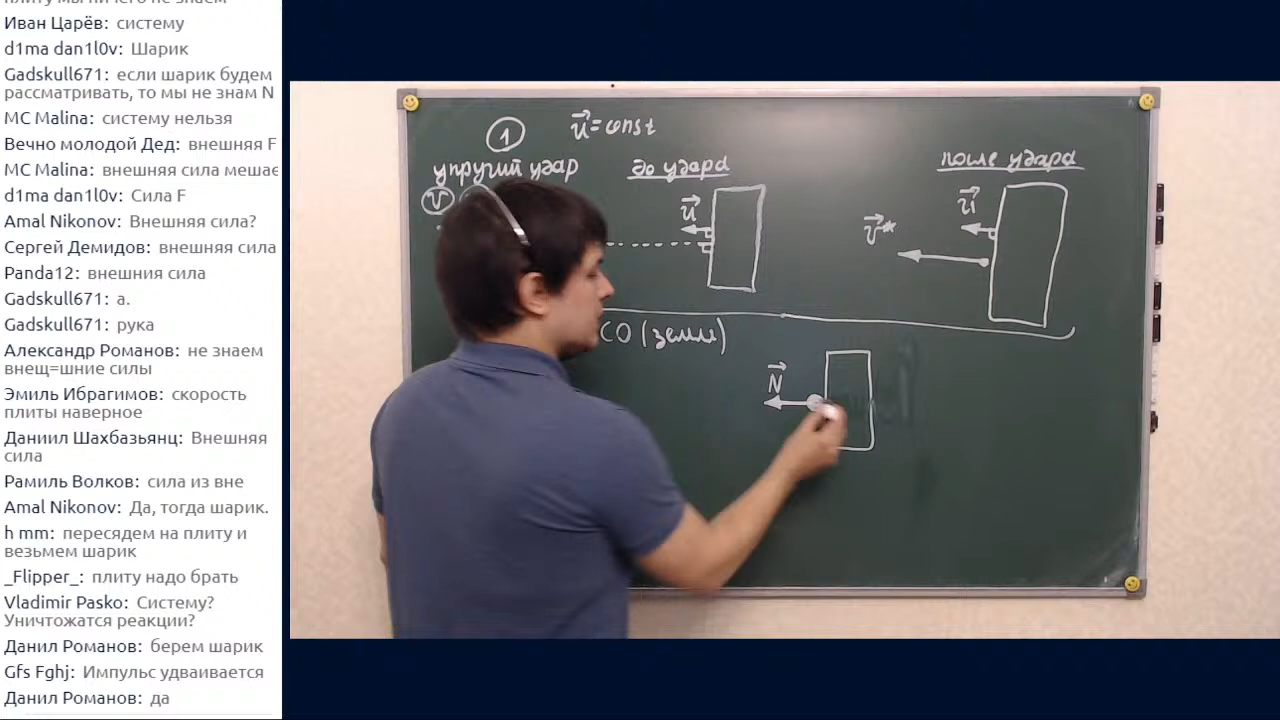 Иван Царёв: систему
d1ma dan1l0v: Шарик
Gadskull671: если шарик будем
рассматривать, то мы не знам N
MC Malina: систему нельзя
Вечно молодой Дед: внешняя F
MC Malina: внешняя сила мешае
d1ma dan1l0v: Сила F
Amal Nikonov: Внешняя сила?
Сергей Демидов: внешняя сила
Panda12: внешния сила
Gadskull671: а.
Gadskull671: рука
Александр Романов: не знаем
внещ=шние силы
Эмиль Ибрагимов: скорость
плиты наверное
Даниил Шахбазьянц: Внешняя
сила
Рамиль Волков: сила из вне
Amal Nikonov: Да, тогда шарик.
h mm: пересядем на плиту и
везьмем шарик
_Flipper_: плиту надо брать
Vladimir Pasko: Систему?
Уничтожатся реакции?
Данил Романов: берем шарик
Gfs Fghj: Импульс удваивается
Данил Романов: да
1
u⃗ = const
упругий удар
до удара
после удара
v
u⃗
u⃗
v⃗*
СО (земли)
N⃗